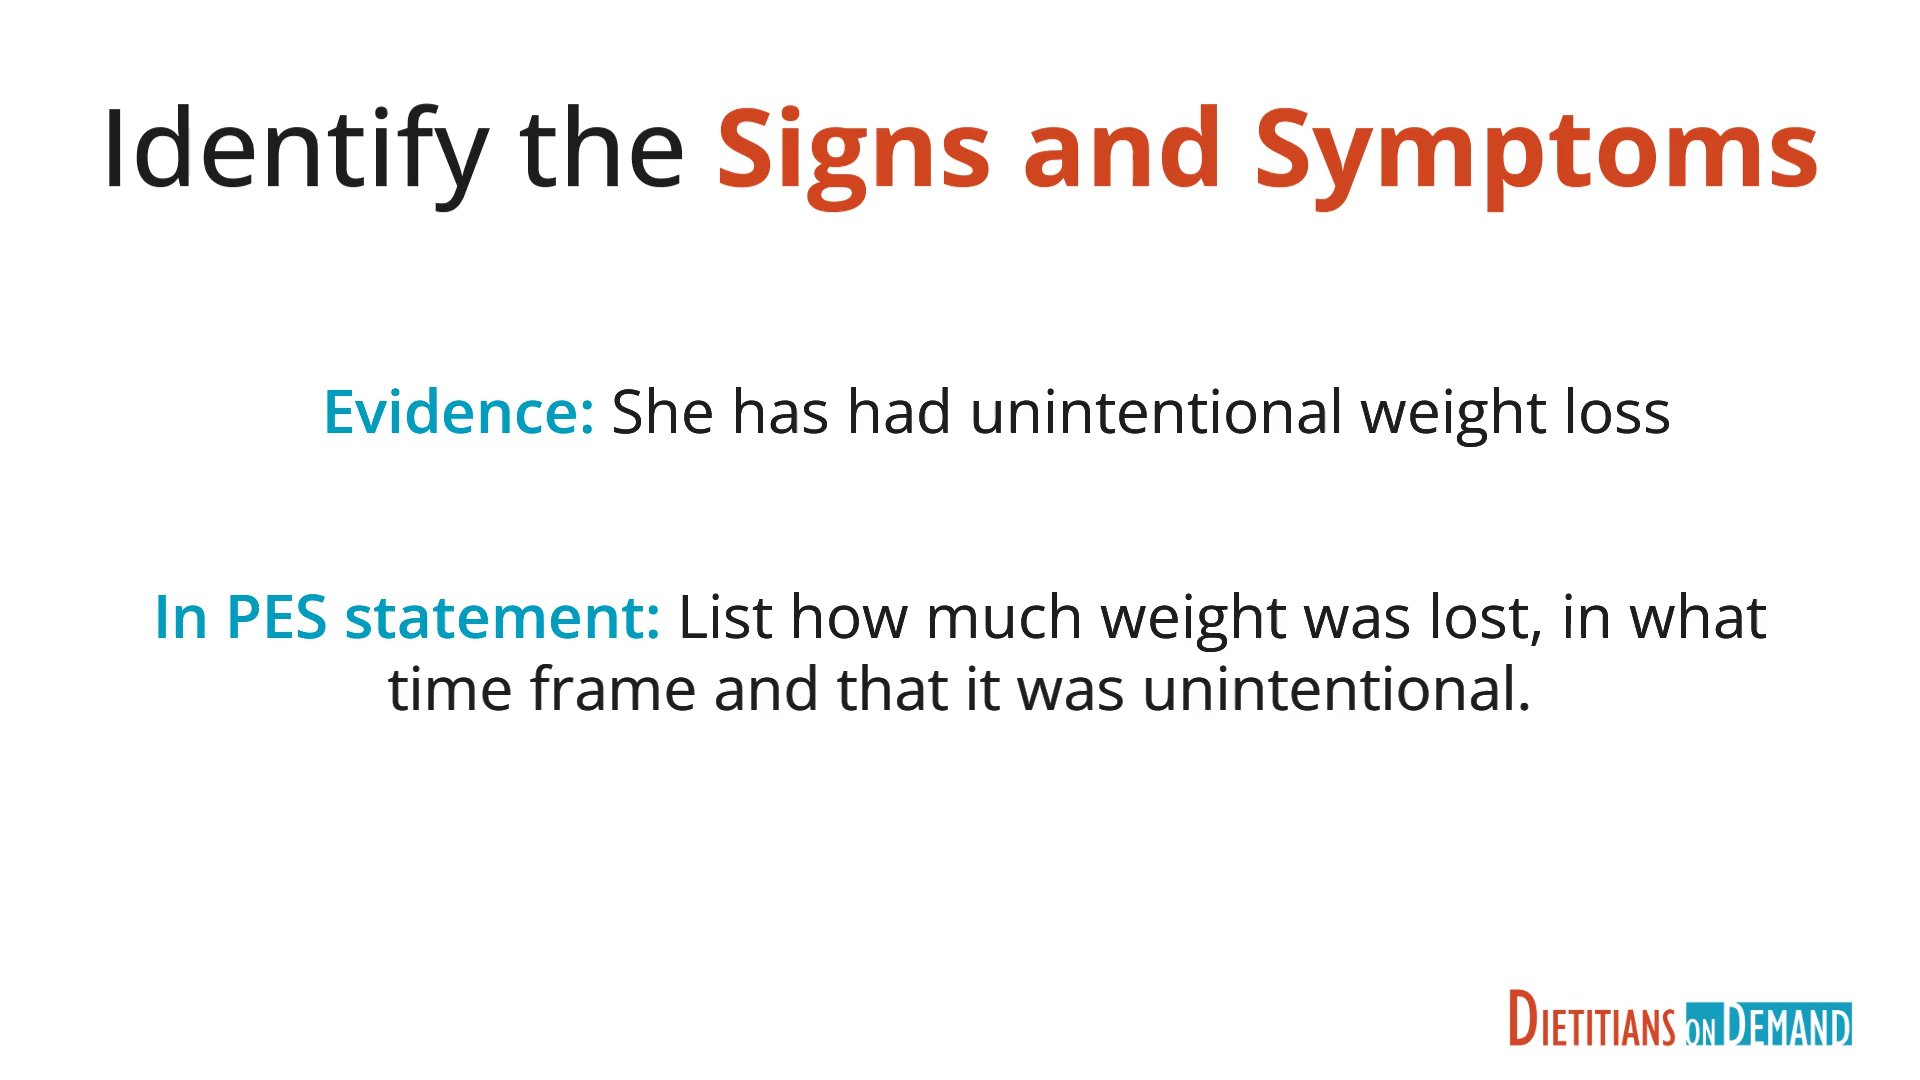 Identify the Signs and Symptoms
Evidence: She has had unintentional weight loss
In PES statement: List how much weight was lost, in what
time frame and that it was unintentional.
DIETITIANS ON DEMAND